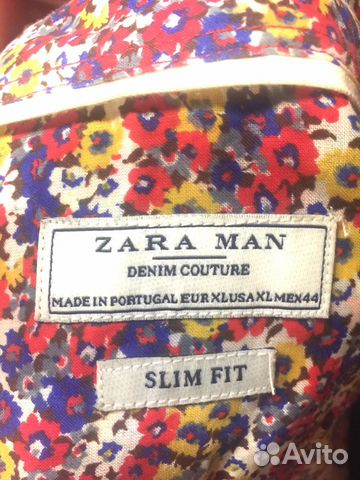 ZARA MAN
DENIM COUTURE
MADE IN PORTUGAL EUR XL USA XL MEX 44
SLIM FIT
Avito